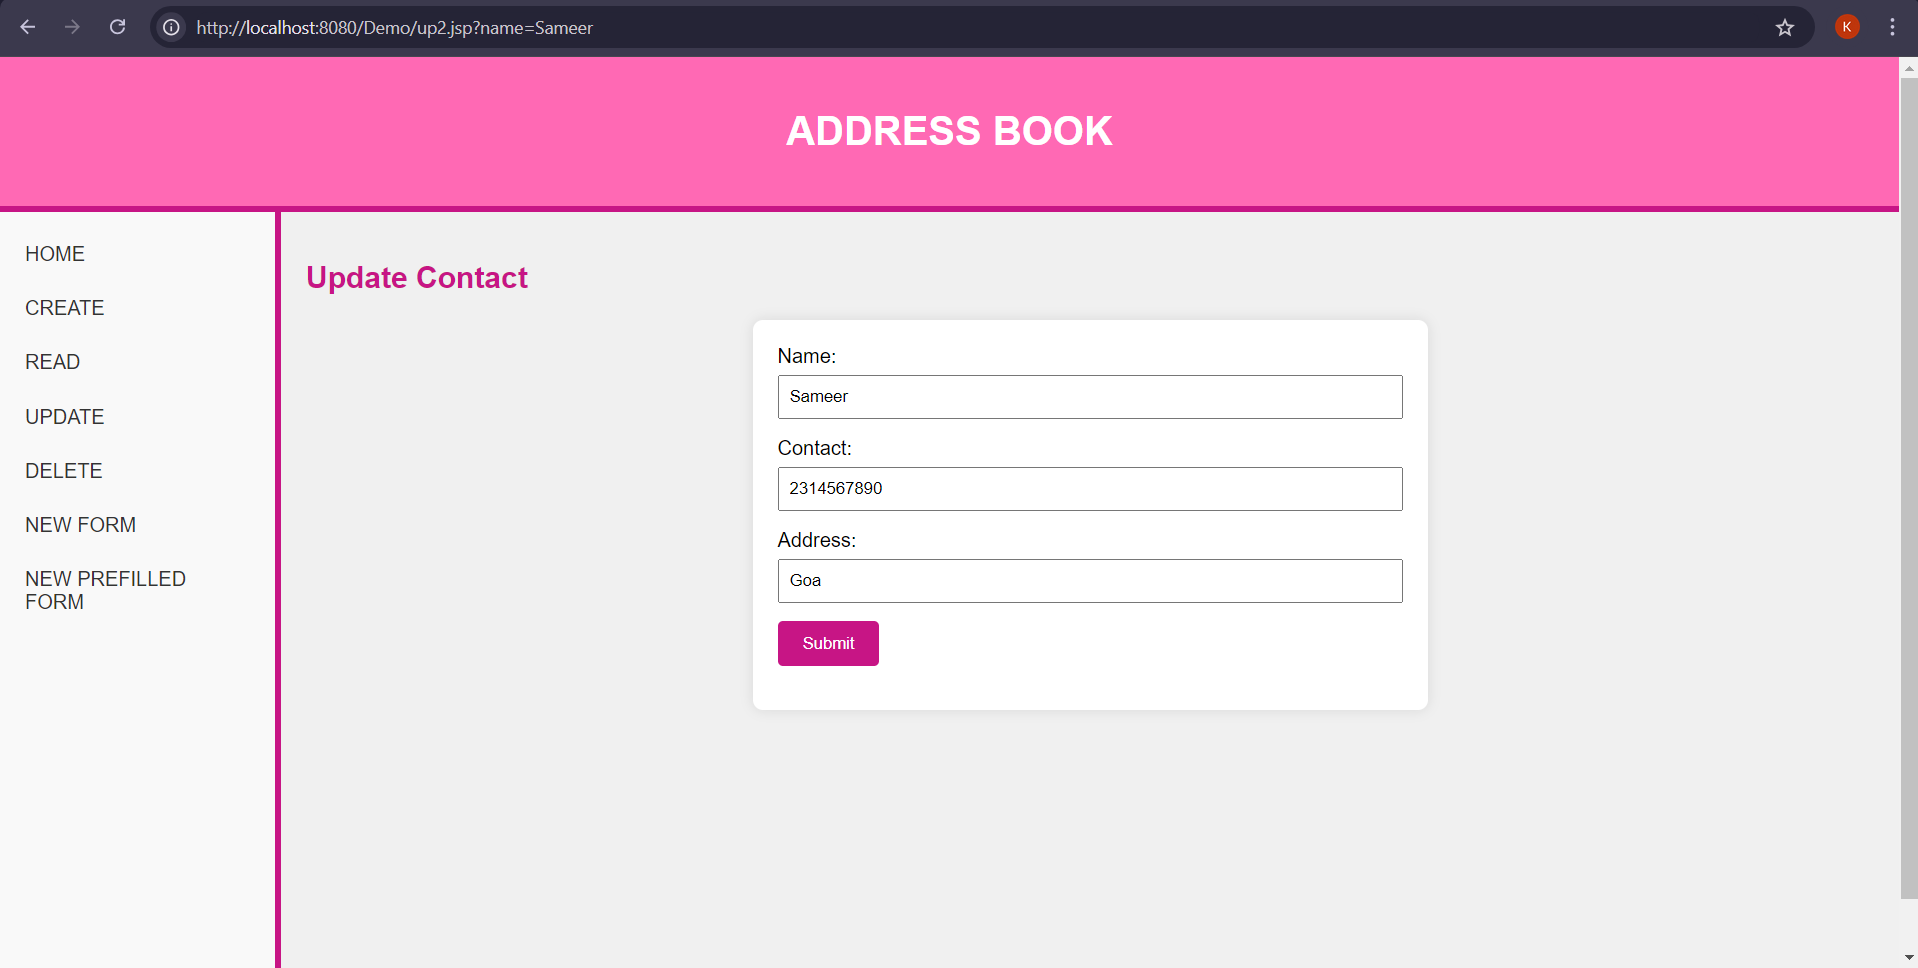 http://localhost:8080/Demo/up2.jsp?name=Sameer
K
ADDRESS BOOK
HOME
CREATE
READ
UPDATE
DELETE
NEW FORM
NEW PREFILLED
FORM
Update Contact
Name:
Sameer
Contact:
2314567890
Address:
Goa
Submit